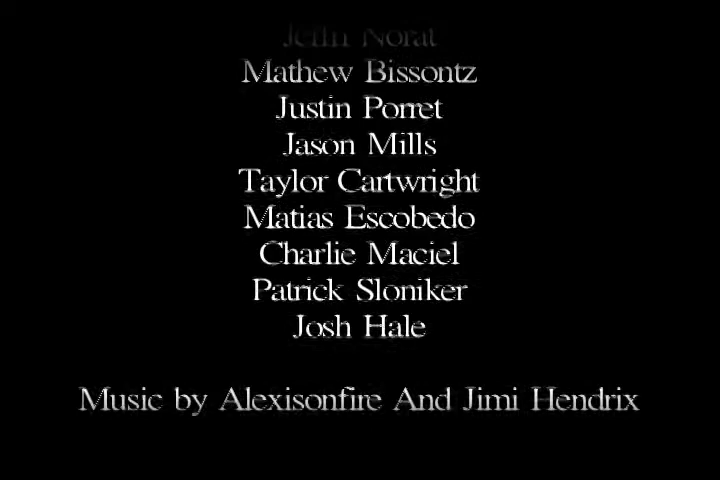 Norat
Mathew Bissontz
Justin Porret
Jason Mills
Taylor Cartwright
Matias Escobedo
Charlie Maciel
Patrick Sloniker
Josh Hale
Music by Alexisonfire And Jimi Hendrix